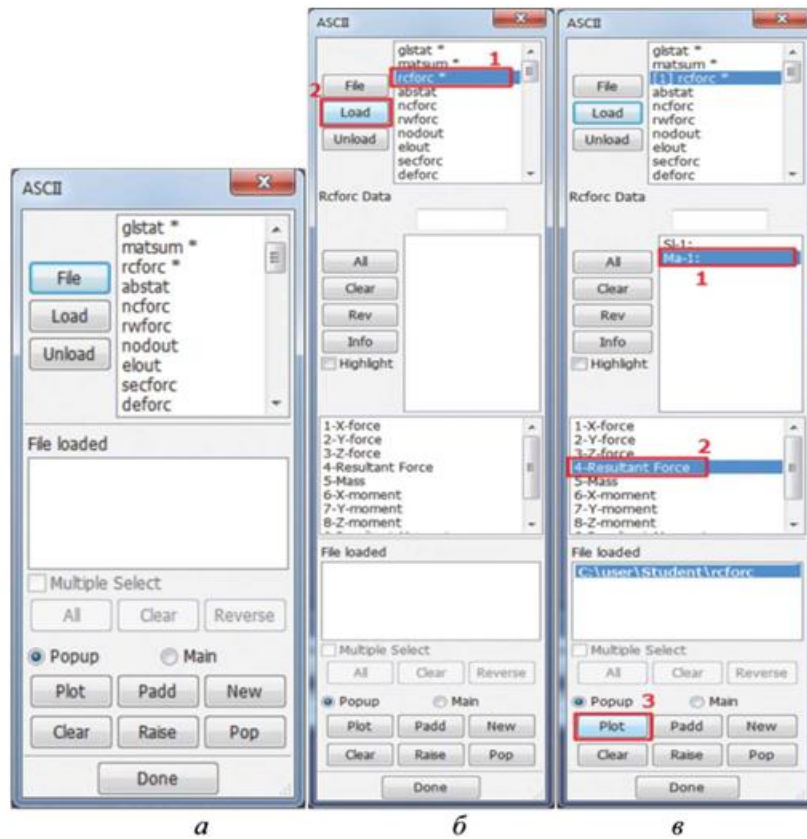 ASCII
glstat *
matsum *
rcforc *
abstat
ncforc
rwforc
nodout
elout
secforc
deforc
File
Load
Unload
File loaded
Multiple Select
All Clear Reverse
Popup Main
Plot Padd New
Clear Raise Pop
Done
а
ASCII
glstat *
matsum *
rcforc * 1
abstat
ncforc
rwforc
nodout
elout
secforc
deforc
File
2 Load
Unload
Rcforc Data
All
Clear
Rev
Info
Highlight
1-X-force
2-Y-force
3-Z-force
4-Resultant Force
5-Mass
6-X-moment
7-Y-moment
8-Z-moment
File loaded
Multiple Select
All Clear Reverse
Popup Main
Plot Padd New
Clear Raise Pop
Done
б
ASCII
glstat *
matsum *
[1] rcforc *
abstat
ncforc
rwforc
nodout
elout
secforc
deforc
File
Load
Unload
Rcforc Data
Sl-1:
Ma-1:
1
All
Clear
Rev
Info
Highlight
1-X-force
2-Y-force
3-Z-force
4-Resultant Force
2
5-Mass
6-X-moment
7-Y-moment
8-Z-moment
File loaded
C:\user\Student\rcforc
Multiple Select
All Clear Reverse
Popup 3 Main
Plot Padd New
Clear Raise Pop
Done
в